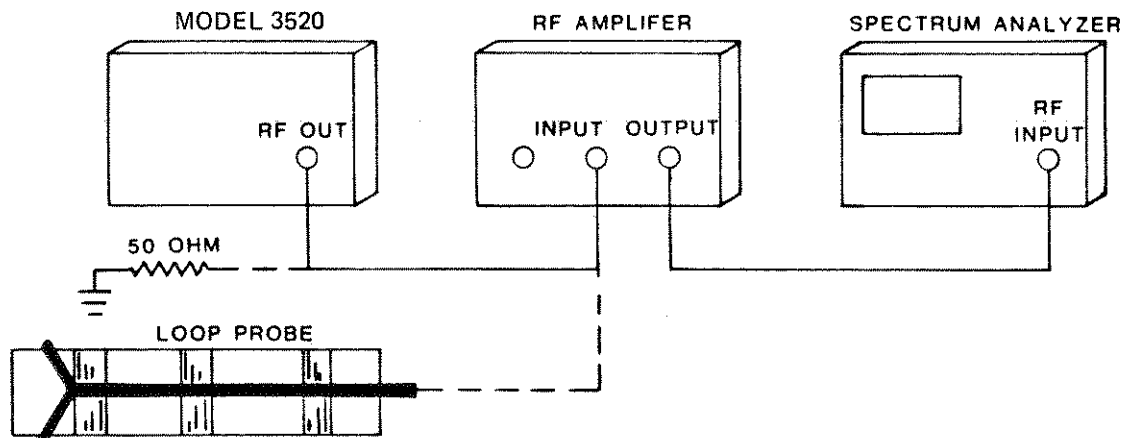 MODEL 3520
RF AMPLIFER
SPECTRUM ANALYZER
RF OUT
INPUT
OUTPUT
RF
INPUT
50 OHM
LOOP PROBE